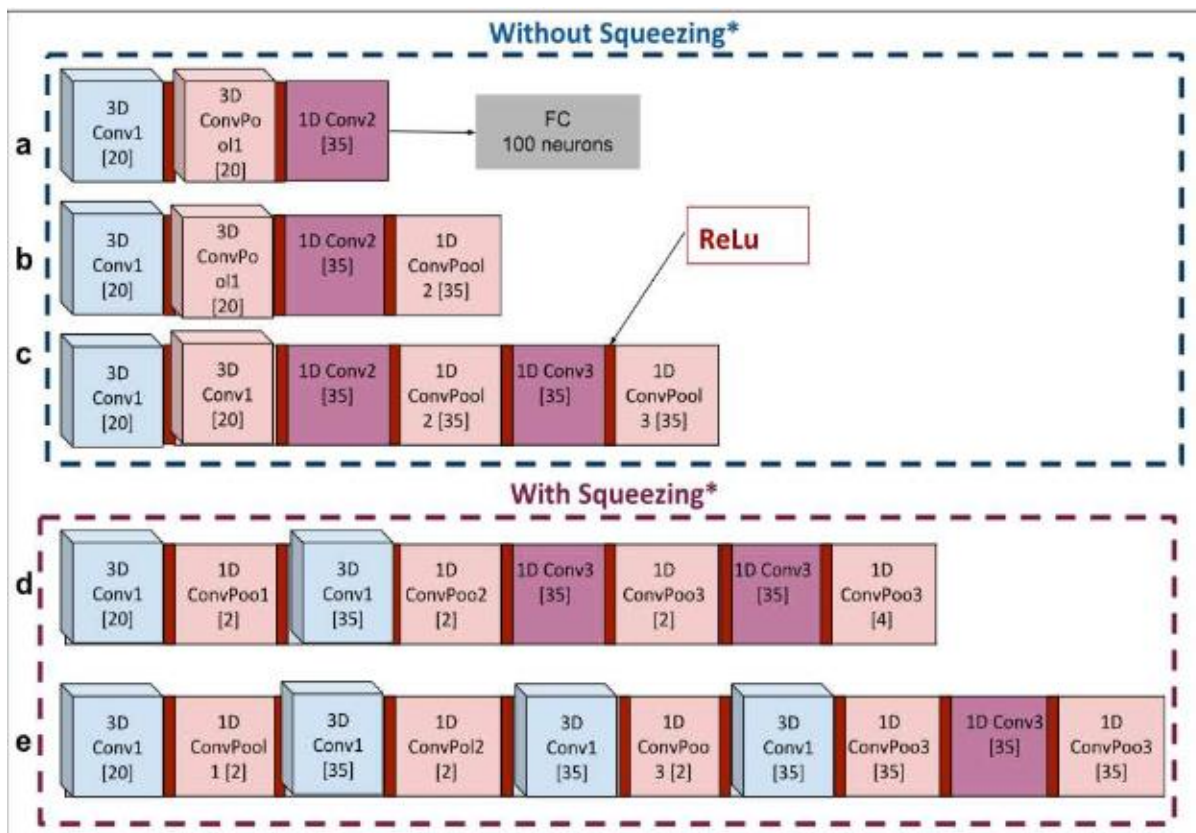 Without Squeezing*
a
3D
Conv1
[20]
3D
ConvPo
ol1
[20]
1D Conv2
[35]
FC
100 neurons
b
3D
Conv1
[20]
3D
ConvPo
ol1
[20]
1D Conv2
[35]
1D
ConvPool
2 [35]
ReLu
c
3D
Conv1
[20]
3D
Conv1
[20]
1D Conv2
[35]
1D
ConvPool
2 [35]
1D Conv3
[35]
1D
ConvPool
3 [35]
With Squeezing*
d
3D
Conv1
[20]
1D
ConvPoo1
[2]
3D
Conv1
[35]
1D
ConvPoo2
[2]
1D Conv3
[35]
1D
ConvPoo3
[2]
1D Conv3
[35]
1D
ConvPoo3
[4]
e
3D
Conv1
[20]
1D
ConvPool
1 [2]
3D
Conv1
[35]
1D
ConvPol2
[2]
3D
Conv1
[35]
1D
ConvPoo
3 [2]
3D
Conv1
[35]
1D
ConvPoo3
[35]
1D Conv3
[35]
1D
ConvPoo3
[35]